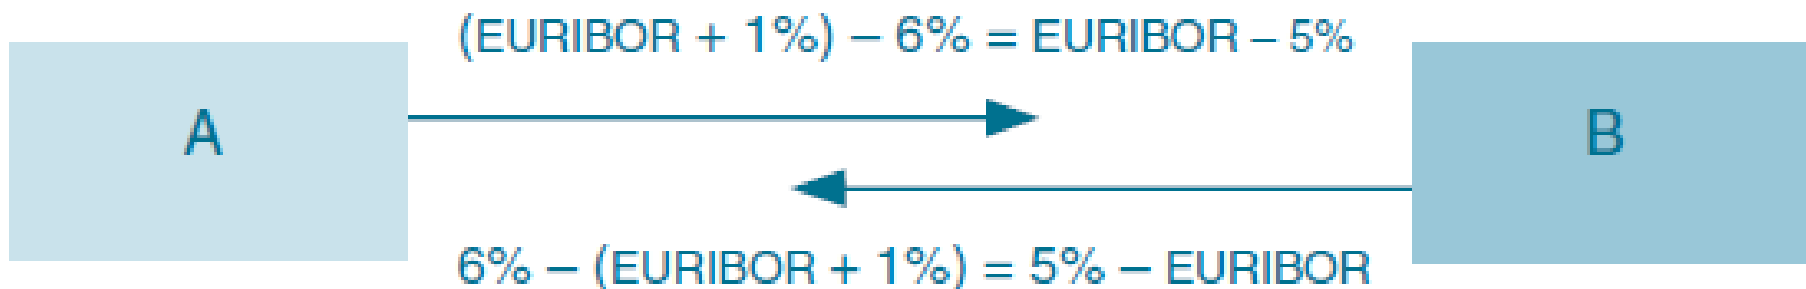 (EURIBOR + 1%) – 6% = EURIBOR – 5%
A
B
6% – (EURIBOR + 1%) = 5% – EURIBOR